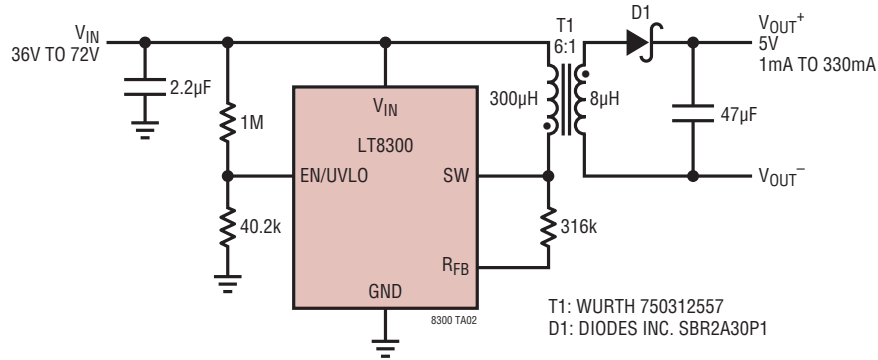 VIN
36V TO 72V
2.2µF
1M
40.2k
VIN
LT8300
EN/UVLO
SW
RFB
GND
8300 TA02
316k
T1
6:1
300µH
8µH
D1
VOUT+
5V
1mA TO 330mA
47µF
VOUT–
T1: WURTH 750312557
D1: DIODES INC. SBR2A30P1